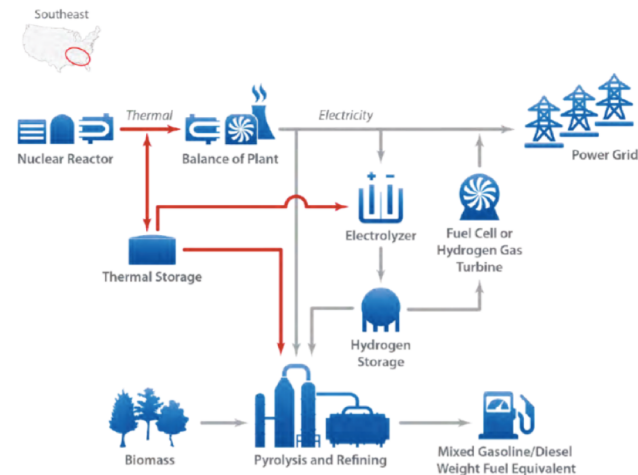 Southeast
Thermal
Electricity
Nuclear Reactor
Balance of Plant
Power Grid
Electrolyzer
Fuel Cell or
Hydrogen Gas
Turbine
Thermal Storage
Hydrogen
Storage
Biomass
Pyrolysis and Refining
Mixed Gasoline/Diesel
Weight Fuel Equivalent